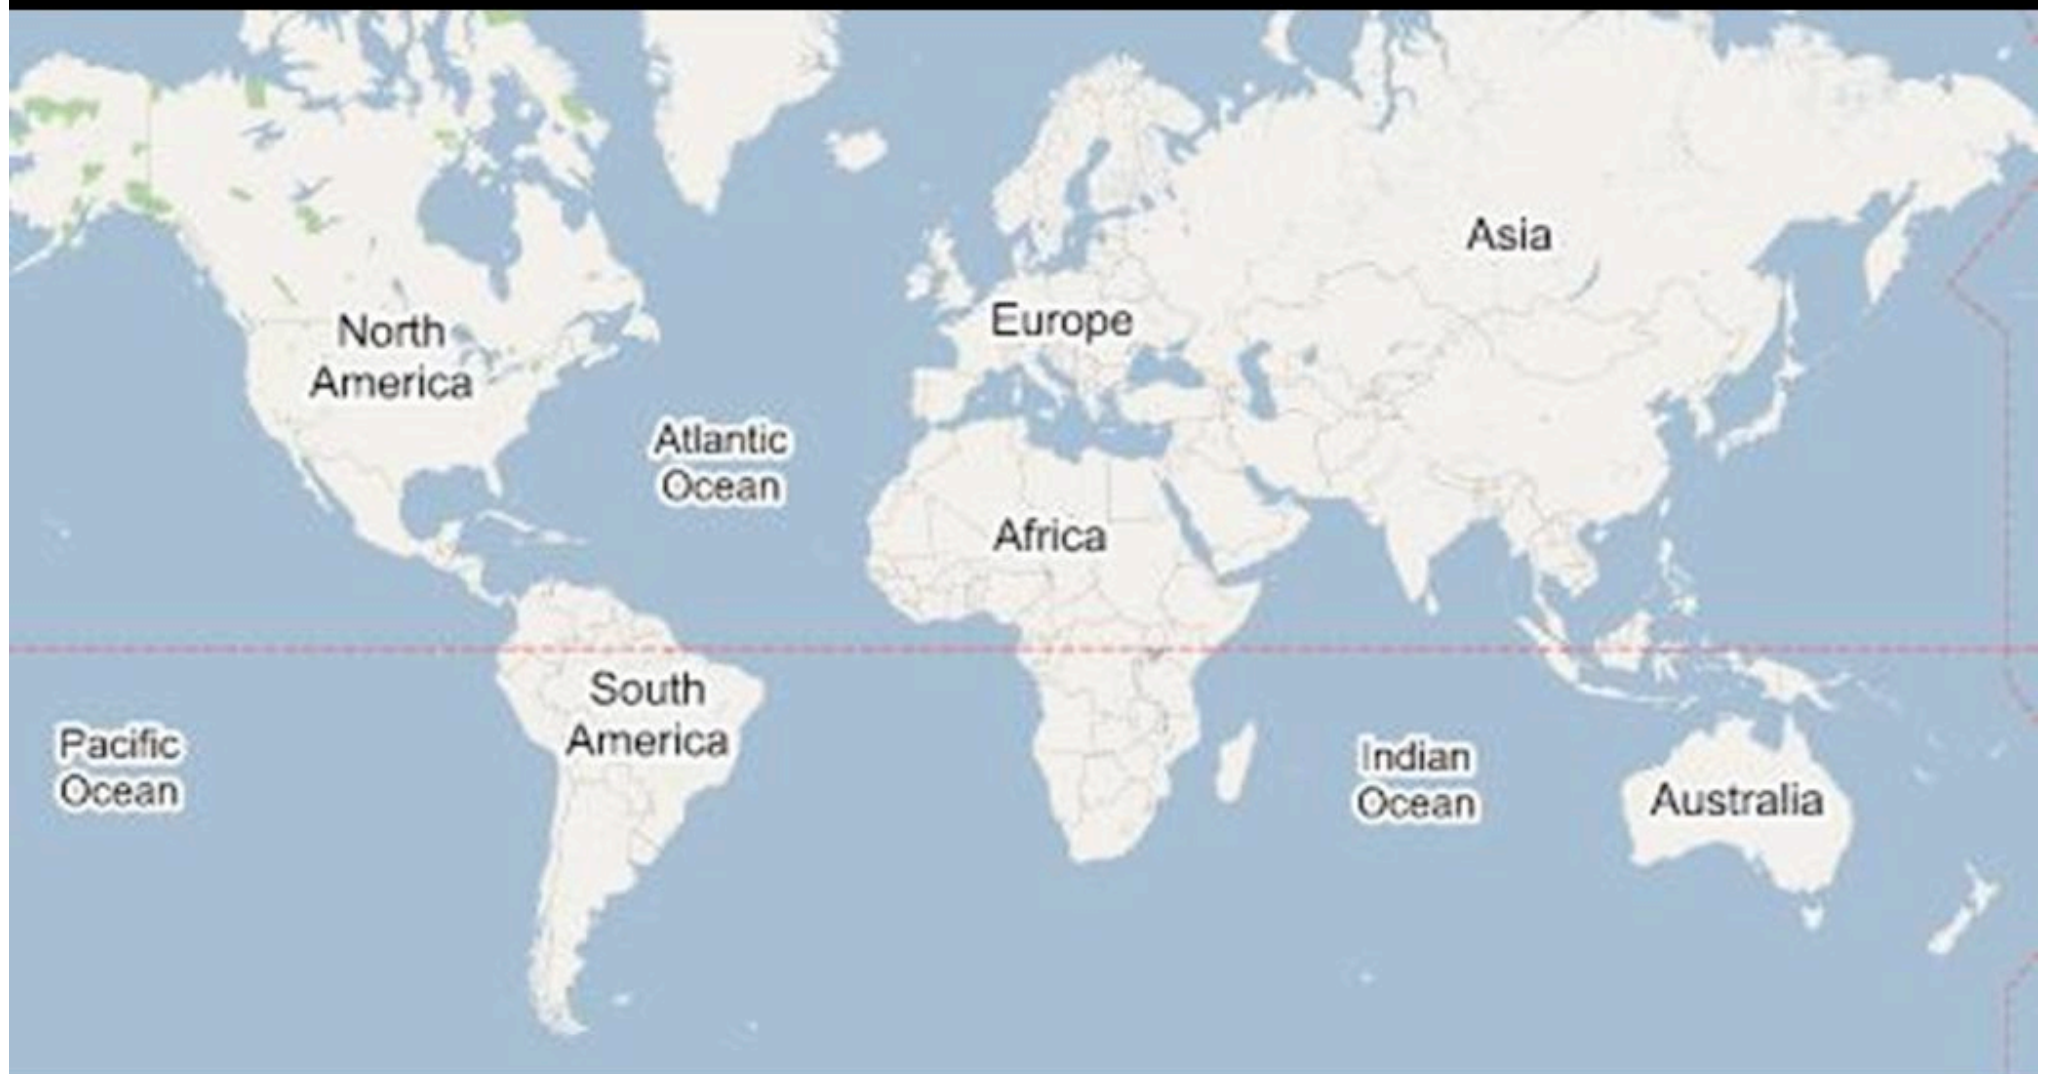 Asia
Europe
North
America
Atlantic
Ocean
Africa
South
America
Pacific
Ocean
Indian
Ocean
Australia